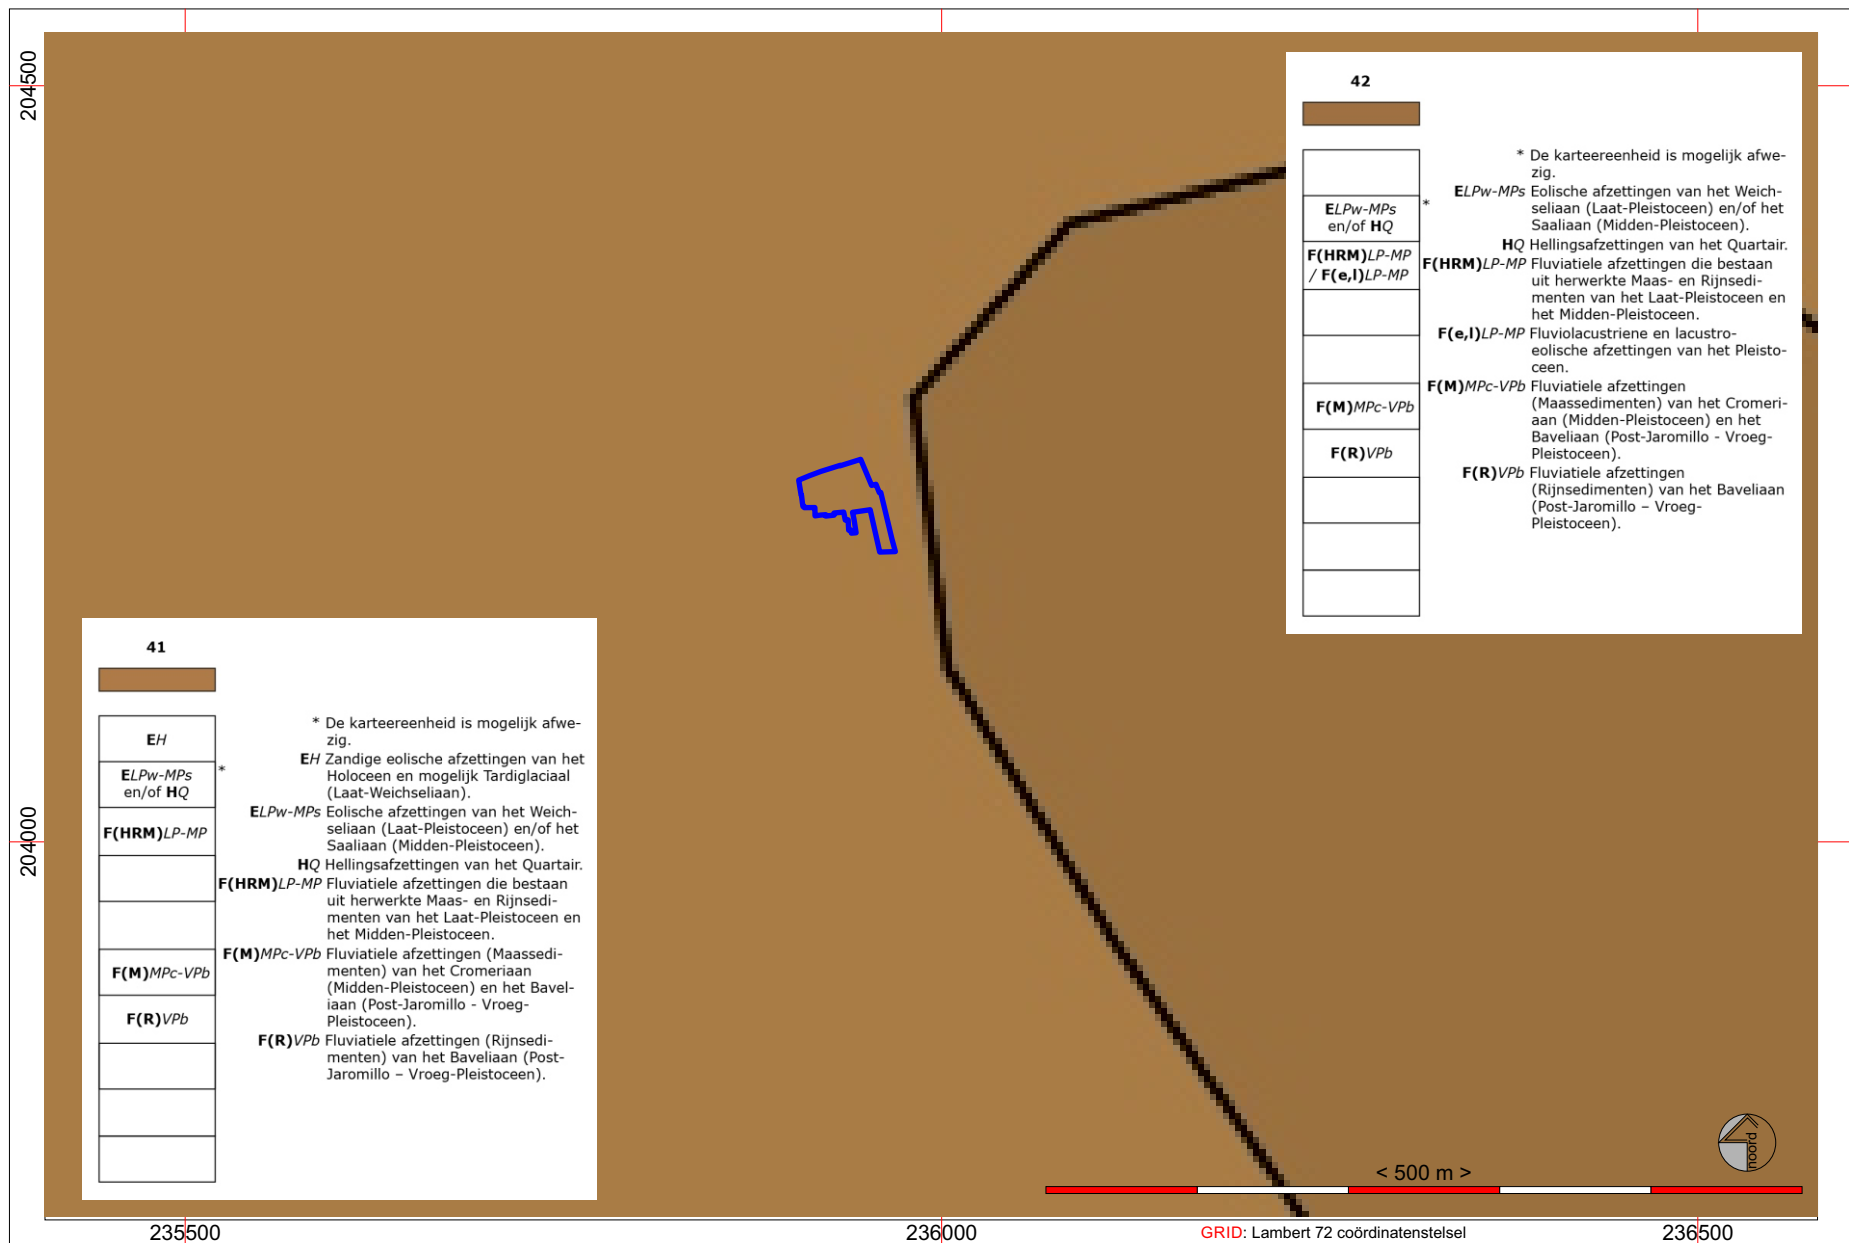 204500
204000
42
ELPw-MPs
en/of HQ
*
F(HRM)LP-MP
/ F(e,l)LP-MP
F(M)MPc-VPb
F(R)VPb
* De karteereenheid is mogelijk afwe-
zig.
ELPw-MPs Eolische afzettingen van het Weich-
seliaan (Laat-Pleistoceen) en/of het
Saaliaan (Midden-Pleistoceen).
HQ Hellingsafzettingen van het Quartair.
F(HRM)LP-MP Fluviatiele afzettingen die bestaan
uit herwerkte Maas- en Rijnsedi-
menten van het Laat-Pleistoceen en
het Midden-Pleistoceen.
F(e,l)LP-MP Fluviolacustriene en lacustro-
eolische afzettingen van het Pleisto-
ceen.
F(M)MPc-VPb Fluviatiele afzettingen
(Maassedimenten) van het Cromeri-
aan (Midden-Pleistoceen) en het
Baveliaan (Post-Jaromillo - Vroeg-
Pleistoceen).
F(R)VPb Fluviatiele afzettingen
(Rijnsedimenten) van het Baveliaan
(Post-Jaromillo – Vroeg-
Pleistoceen).
41
EH
ELPw-MPs
en/of HQ
*
F(HRM)LP-MP
F(M)MPc-VPb
F(R)VPb
* De karteereenheid is mogelijk afwe-
zig.
EH Zandige eolische afzettingen van het
Holoceen en mogelijk Tardiglaciaal
(Laat-Weichseliaan).
ELPw-MPs Eolische afzettingen van het Weich-
seliaan (Laat-Pleistoceen) en/of het
Saaliaan (Midden-Pleistoceen).
HQ Hellingsafzettingen van het Quartair.
F(HRM)LP-MP Fluviatiele afzettingen die bestaan
uit herwerkte Maas- en Rijnsedi-
menten van het Laat-Pleistoceen en
het Midden-Pleistoceen.
F(M)MPc-VPb Fluviatiele afzettingen (Maassedi-
menten) van het Cromeriaan
(Midden-Pleistoceen) en het Bavel-
iaan (Post-Jaromillo - Vroeg-
Pleistoceen).
F(R)VPb Fluviatiele afzettingen (Rijnsedi-
menten) van het Baveliaan (Post-
Jaromillo – Vroeg-Pleistoceen).
noord
< 500 m >
235500
236000
GRID: Lambert 72 coördinatenstelsel
236500